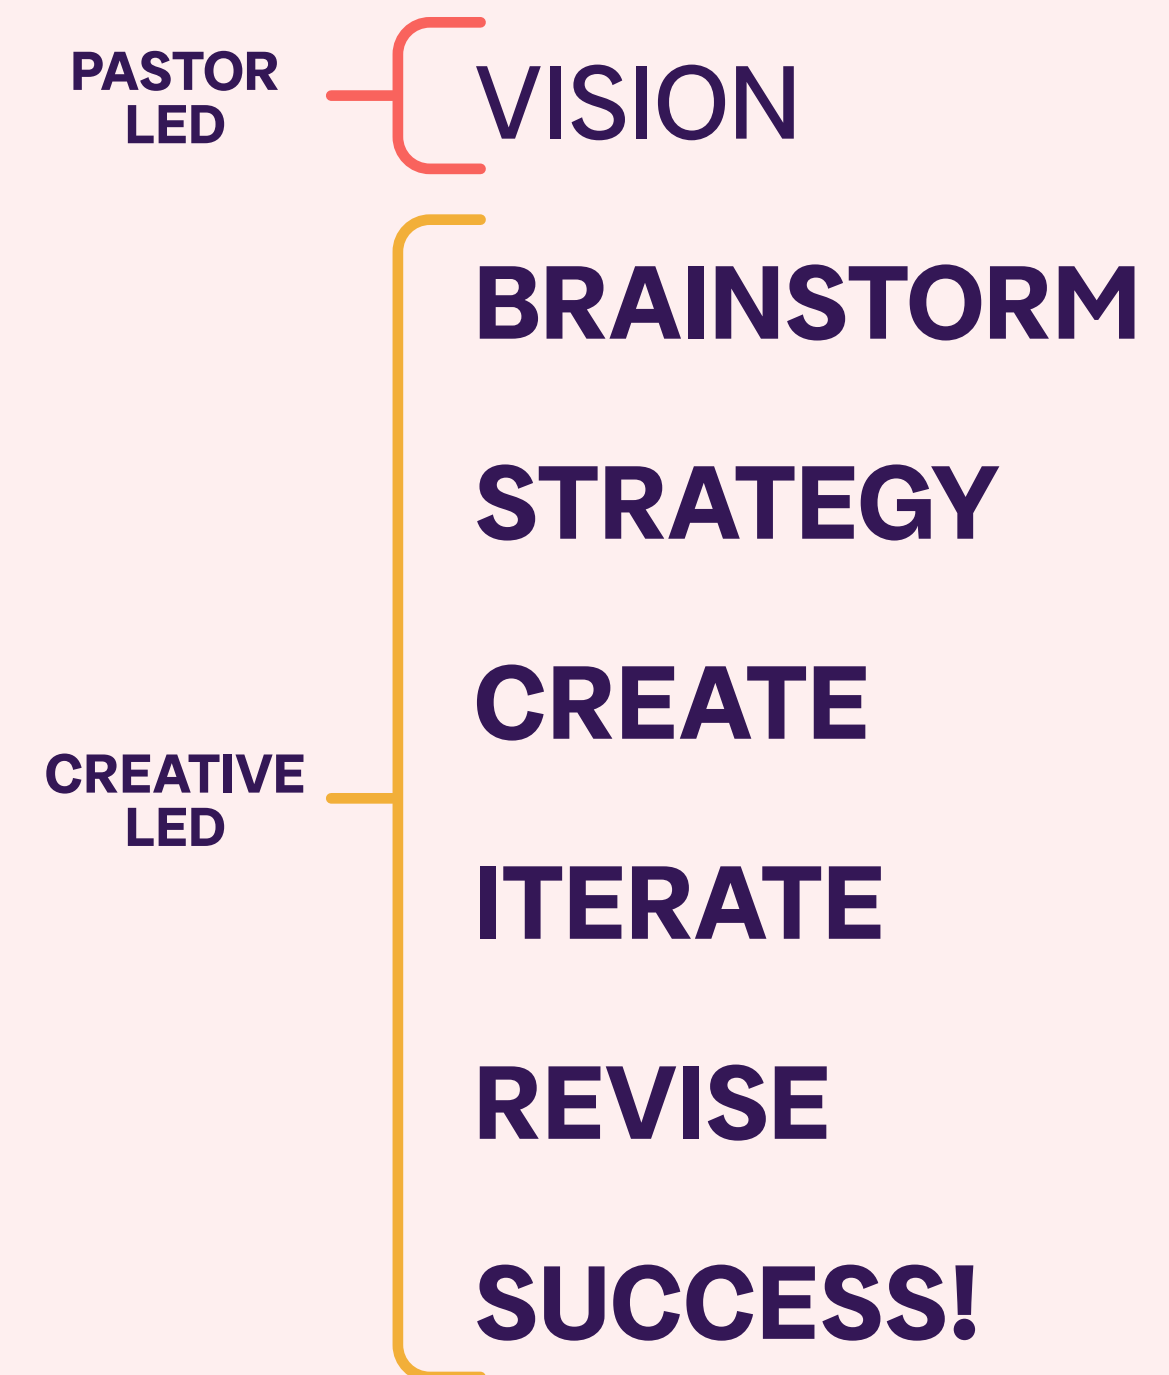 PASTOR
LED
VISION
BRAINSTORM
STRATEGY
CREATE
CREATIVE
LED
ITERATE
REVISE
SUCCESS!